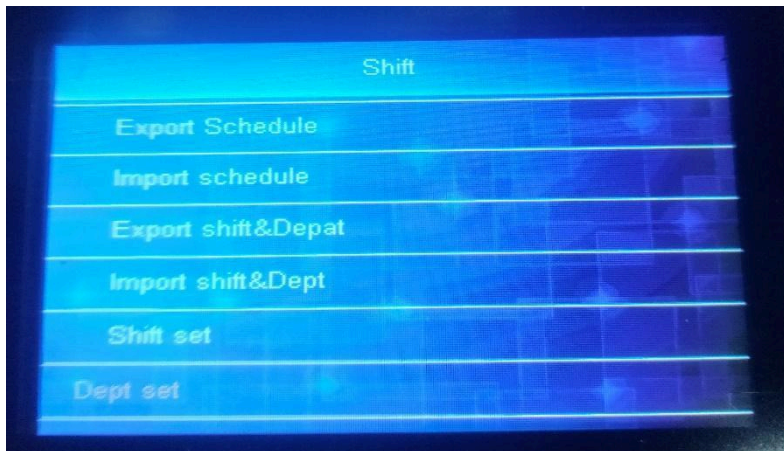 Shift
Export Schedule
Import schedule
Export shift&Depat
Import shift&Dept
Shift set
Dept set